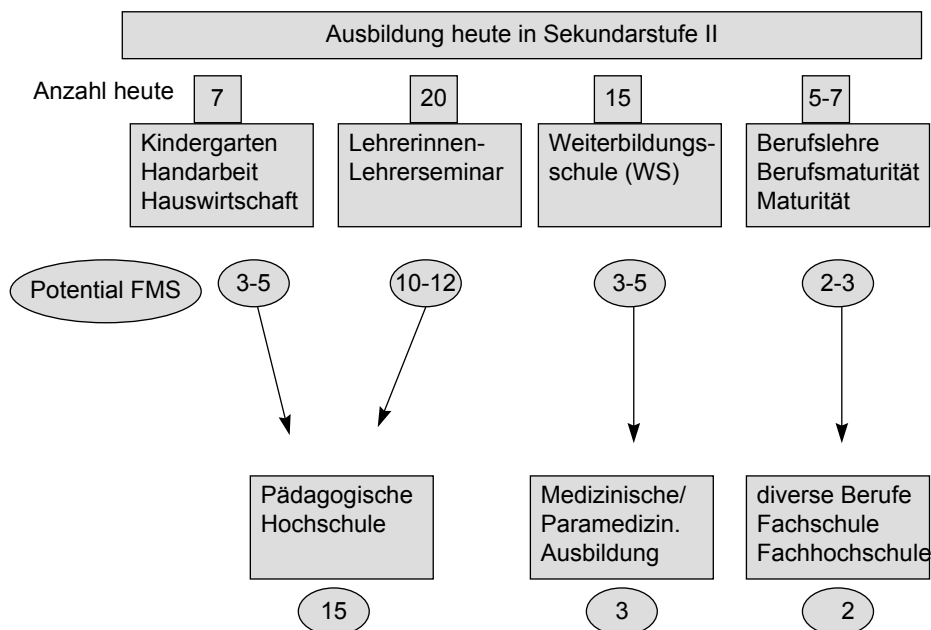 Ausbildung heute in Sekundarstufe II
Anzahl heute
7
20
15
5-7
Kindergarten
Handarbeit
Hauswirtschaft
Lehrerinnen-
Lehrerseminar
Weiterbildungs-
schule (WS)
Berufslehre
Berufsmaturität
Maturität
Potential FMS
3-5
10-12
3-5
2-3
Pädagogische
Hochschule
Medizinische/
Paramedizin.
Ausbildung
diverse Berufe
Fachschule
Fachhochschule
15
3
2